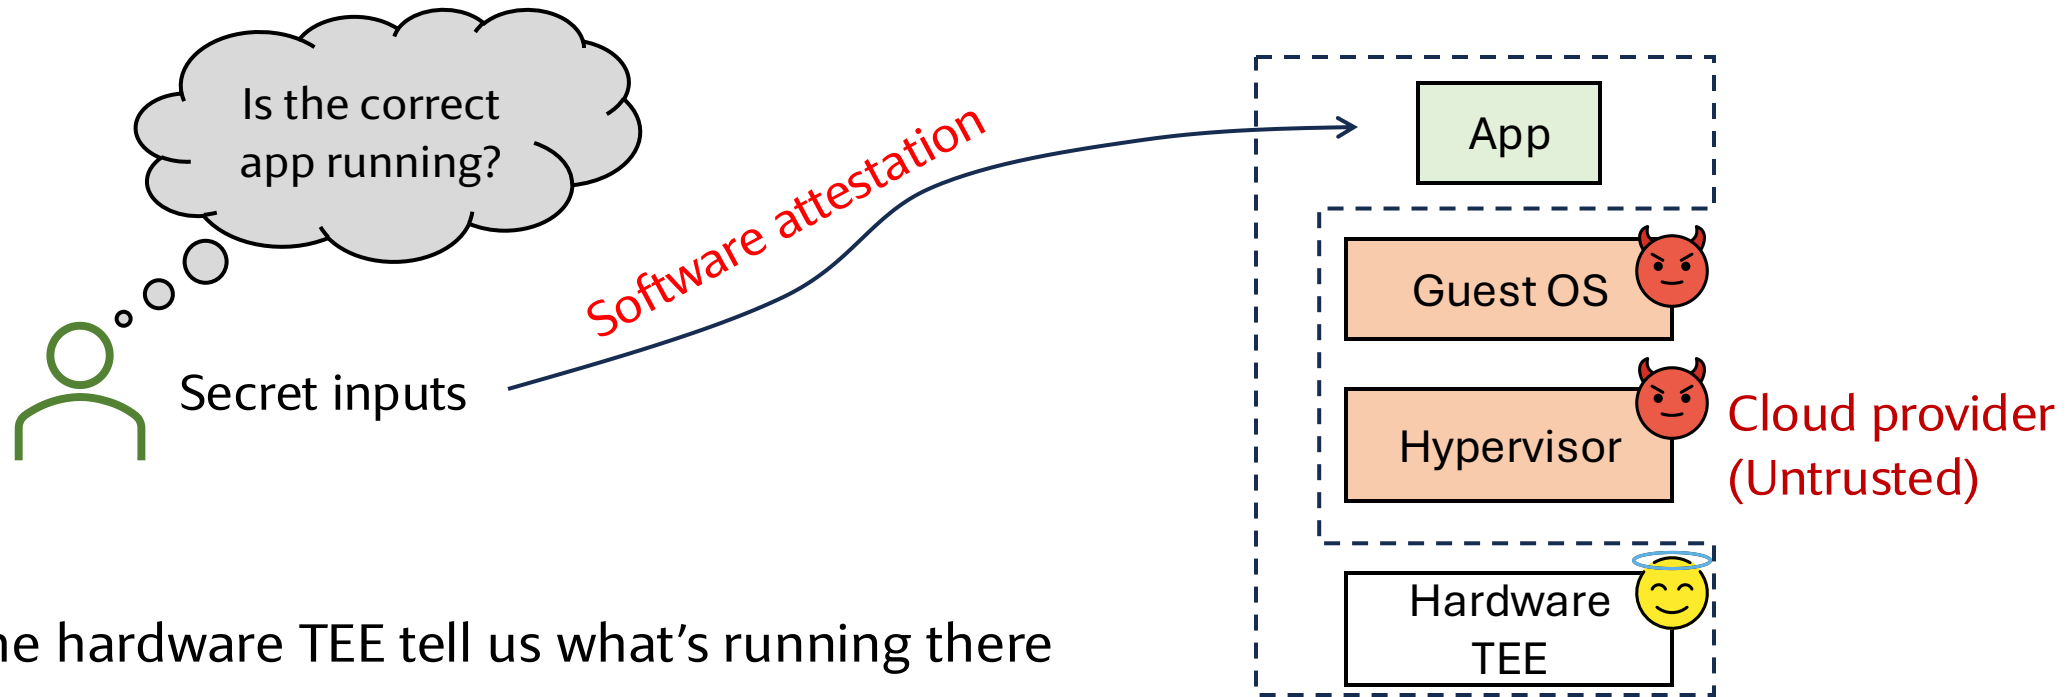 Is the correct
app running?
Software attestation
Secret inputs
App
Guest OS
Hypervisor
Cloud provider
(Untrusted)
Hardware
TEE
hardware TEE tell us what’s running there